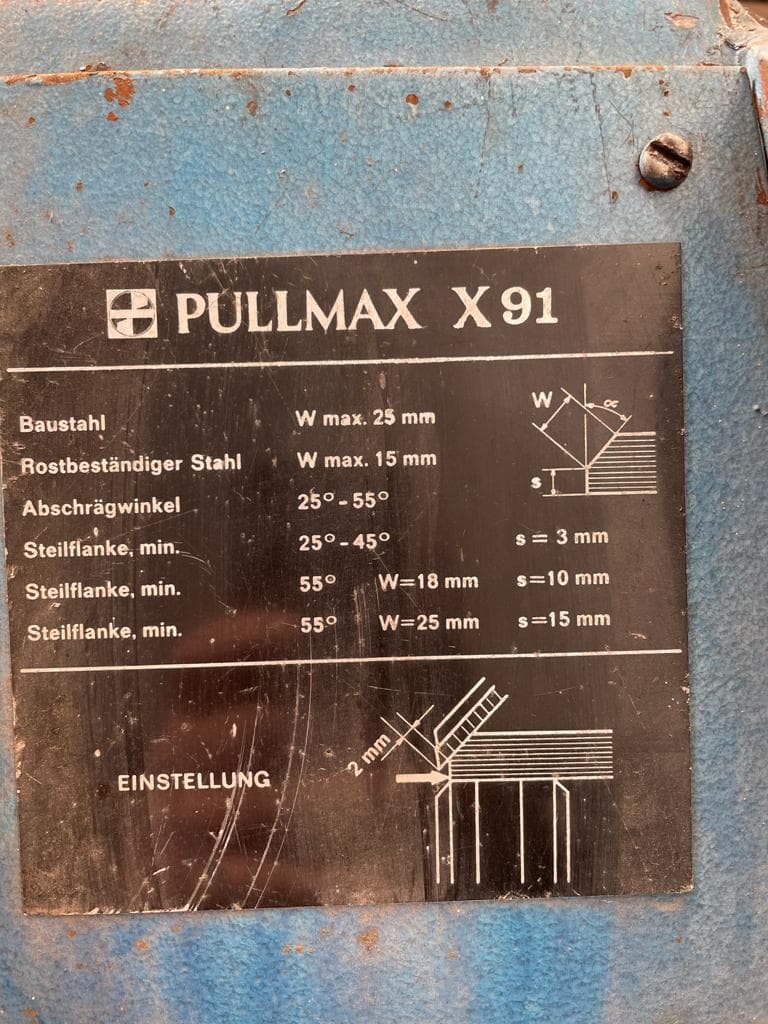 PULLMAX X91
Baustahl W max. 25 mm
Rostbeständiger Stahl W max. 15 mm
Abschrägwinkel 25° - 55°
Steilflanke, min. 25° - 45° s = 3 mm
Steilflanke, min. 55° W=18 mm s=10 mm
Steilflanke, min. 55° W=25 mm s=15 mm
W α
s
2 mm
EINSTELLUNG